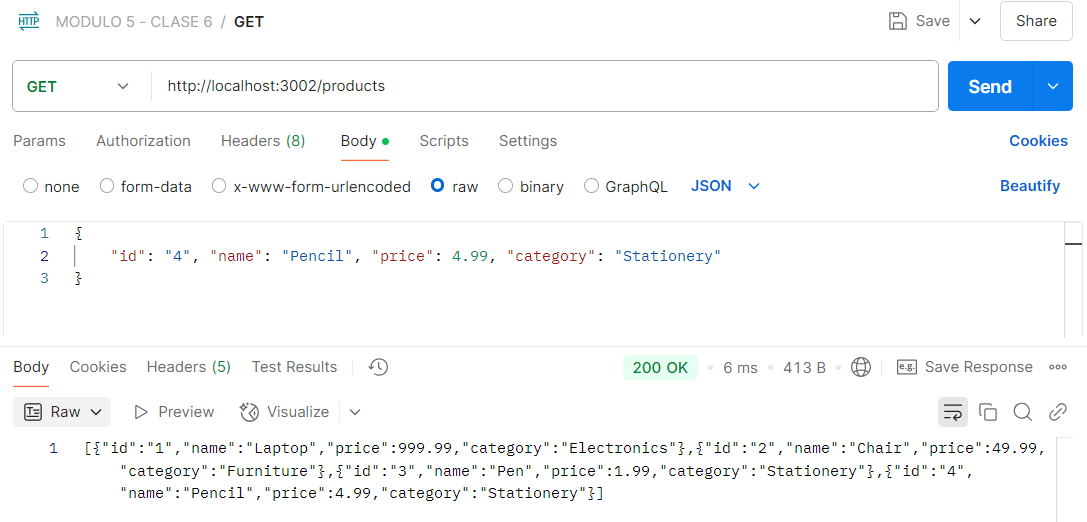 HTTP MODULO 5 - CLASE 6 / GET Save Share
GET http://localhost:3002/products Send
Params Authorization Headers (8) Body Scripts Settings Cookies
none form-data x-www-form-urlencoded raw binary GraphQL JSON Beautify
1 {
2 "id": "4", "name": "Pencil", "price": 4.99, "category": "Stationery"
3 }
Body Cookies Headers (5) Test Results 200 OK • 6 ms • 413 B e.g. Save Response
Raw Preview Visualize
1 [{"id":"1","name":"Laptop","price":999.99,"category":"Electronics"},{"id":"2","name":"Chair","price":49.99,
"category":"Furniture"},{"id":"3","name":"Pen","price":1.99,"category":"Stationery"},{"id":"4",
"name":"Pencil","price":4.99,"category":"Stationery"}]